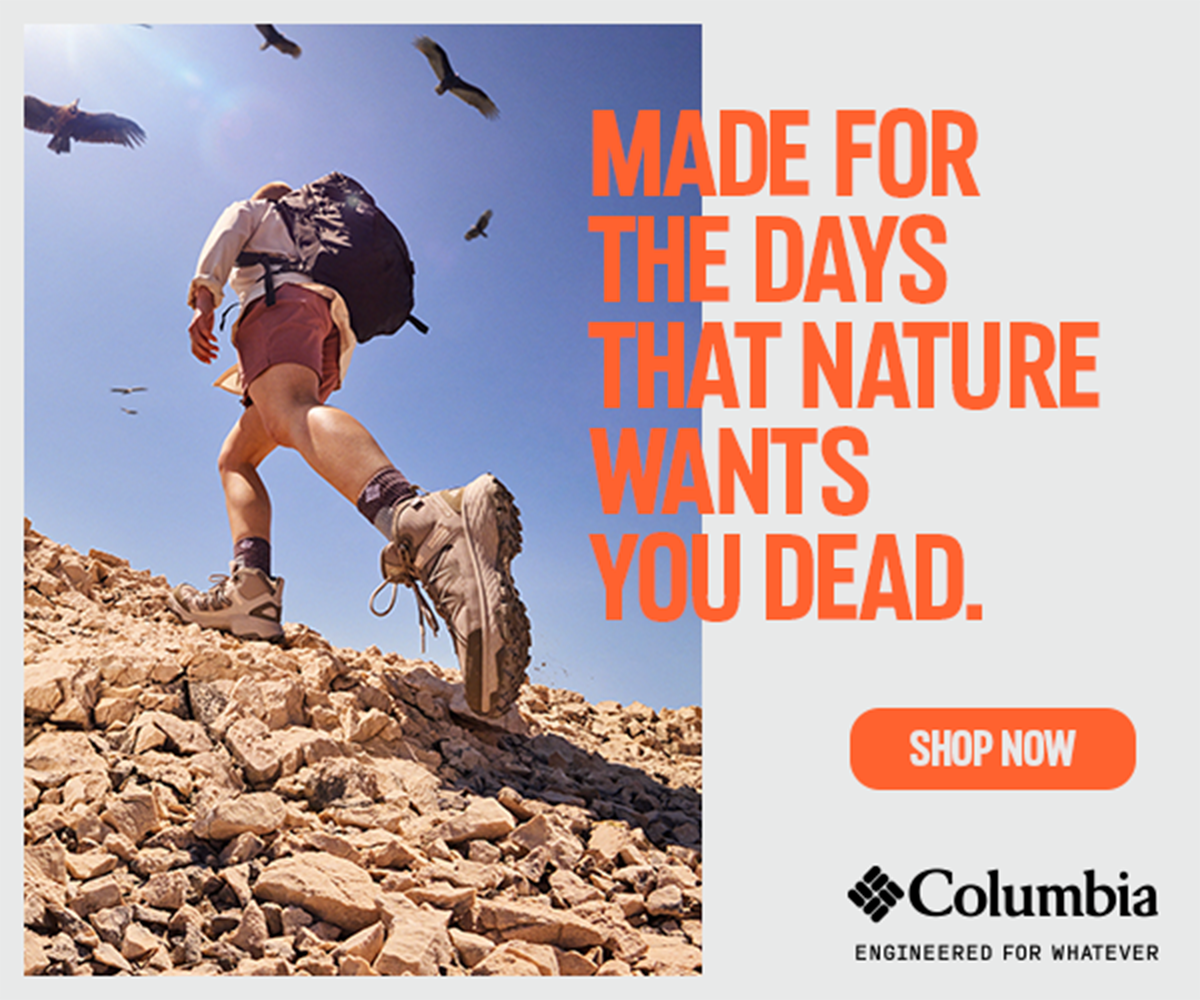 MADE FOR
THE DAYS
THAT NATURE
WANTS
YOU DEAD.
SHOP NOW
Columbia
ENGINEERED FOR WHATEVER